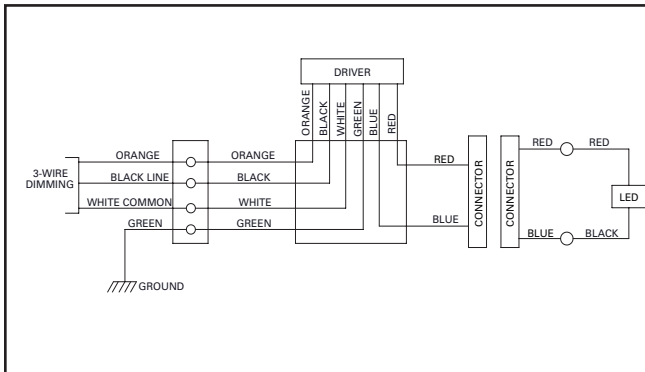 DRIVER
ORANGE
BLACK
WHITE
GREEN
BLUE
RED
3-WIRE
DIMMING
ORANGE ORANGE
BLACK LINE BLACK
WHITE COMMON WHITE
GREEN GREEN
GROUND
RED
BLUE
CONNECTOR
CONNECTOR
RED RED
LED
BLUE BLACK